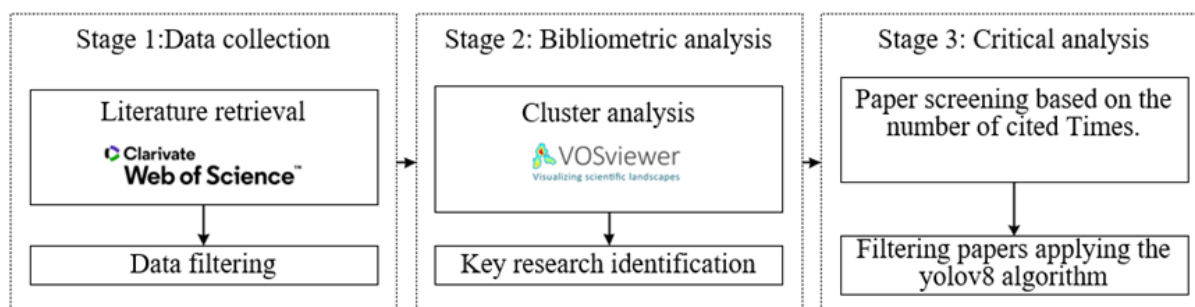 Stage 1:Data collection
Literature retrieval
Clarivate
Web of Science™
Data filtering
Stage 2: Bibliometric analysis
Cluster analysis
VOSviewer
Visualizing scientific landscapes
Key research identification
Stage 3: Critical analysis
Paper screening based on the
number of cited Times.
Filtering papers applying the
yolov8 algorithm